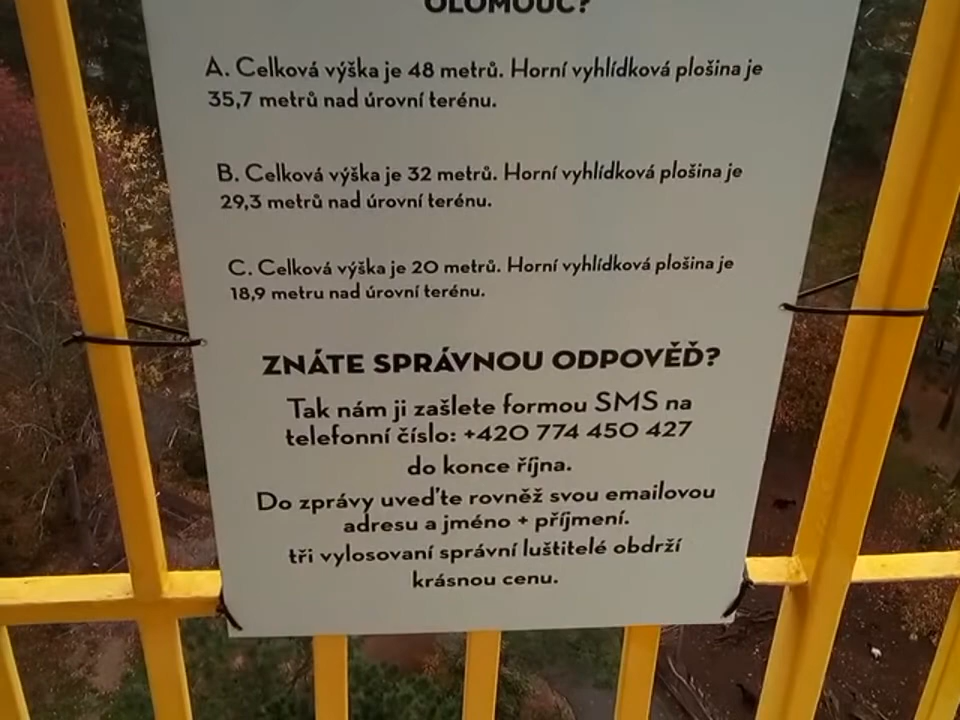 OLOMOUC?
A. Celková výška je 48 metrů. Horní vyhlídková plošina je
35,7 metrů nad úrovní terénu.
B. Celková výška je 32 metrů. Horní vyhlídková plošina je
29,3 metrů nad úrovní terénu.
C. Celková výška je 20 metrů. Horní vyhlídková plošina je
18,9 metru nad úrovní terénu.
ZNÁTE SPRÁVNOU ODPOVĚĎ?
Tak nám ji zašlete formou SMS na
telefonní číslo: +420 774 450 427
do konce října.
Do zprávy uveďte rovněž svou emailovou
adresu a jméno + příjmení.
tři vylosovaní správní luštitelé obdrží
krásnou cenu.